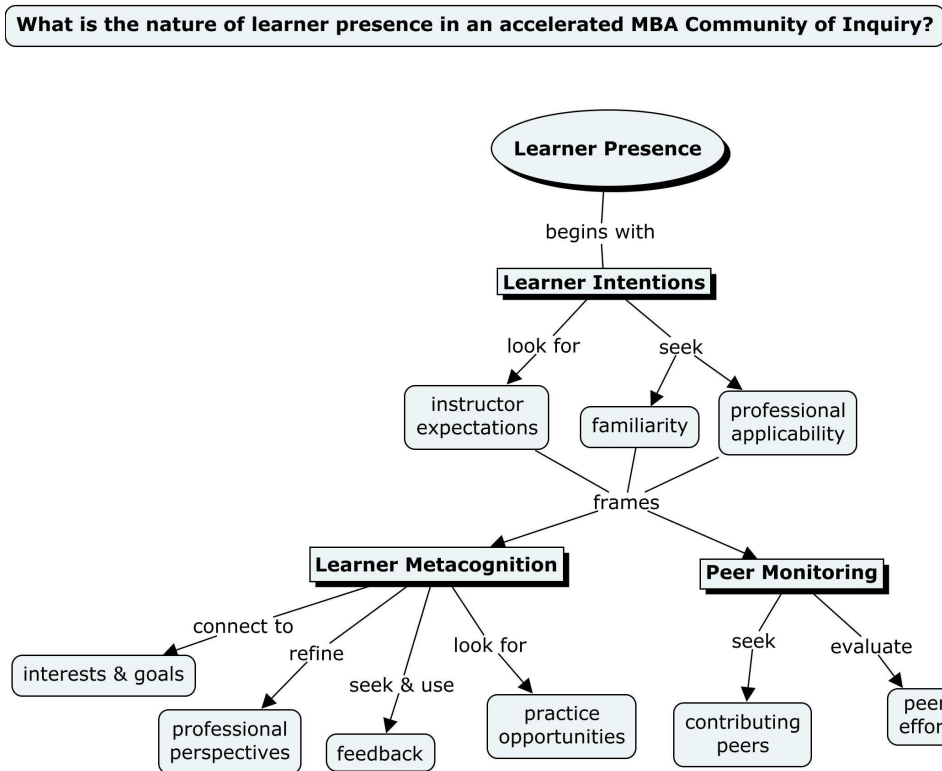 What is the nature of learner presence in an accelerated MBA Community of Inquiry?
Learner Presence
begins with
Learner Intentions
look for
seek
instructor
expectations
familiarity
professional
applicability
frames
Learner Metacognition
Peer Monitoring
connect to
refine
seek & use
look for
seek
evaluate
interests & goals
professional
perspectives
feedback
practice
opportunities
contributing
peers